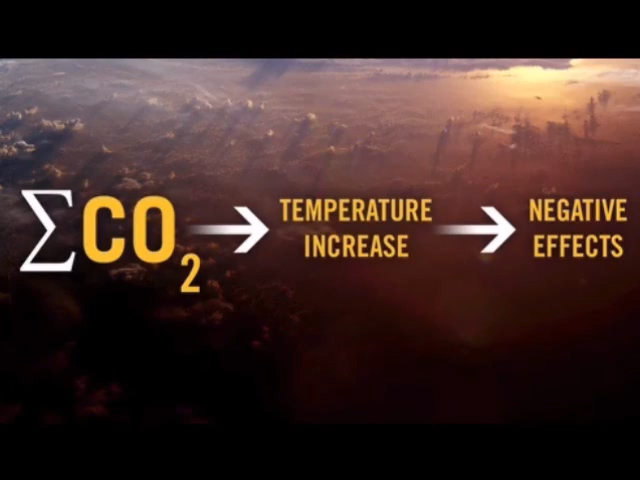 ∑CO₂ → TEMPERATURE INCREASE → NEGATIVE EFFECTS